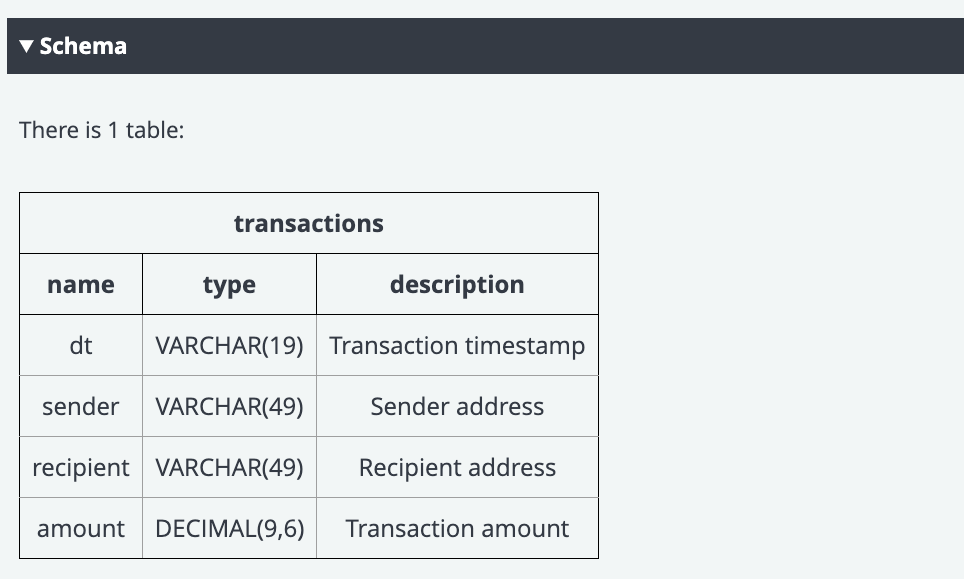 ▼ Schema
There is 1 table:
transactions
name type description
dt VARCHAR(19) Transaction timestamp
sender VARCHAR(49) Sender address
recipient VARCHAR(49) Recipient address
amount DECIMAL(9,6) Transaction amount